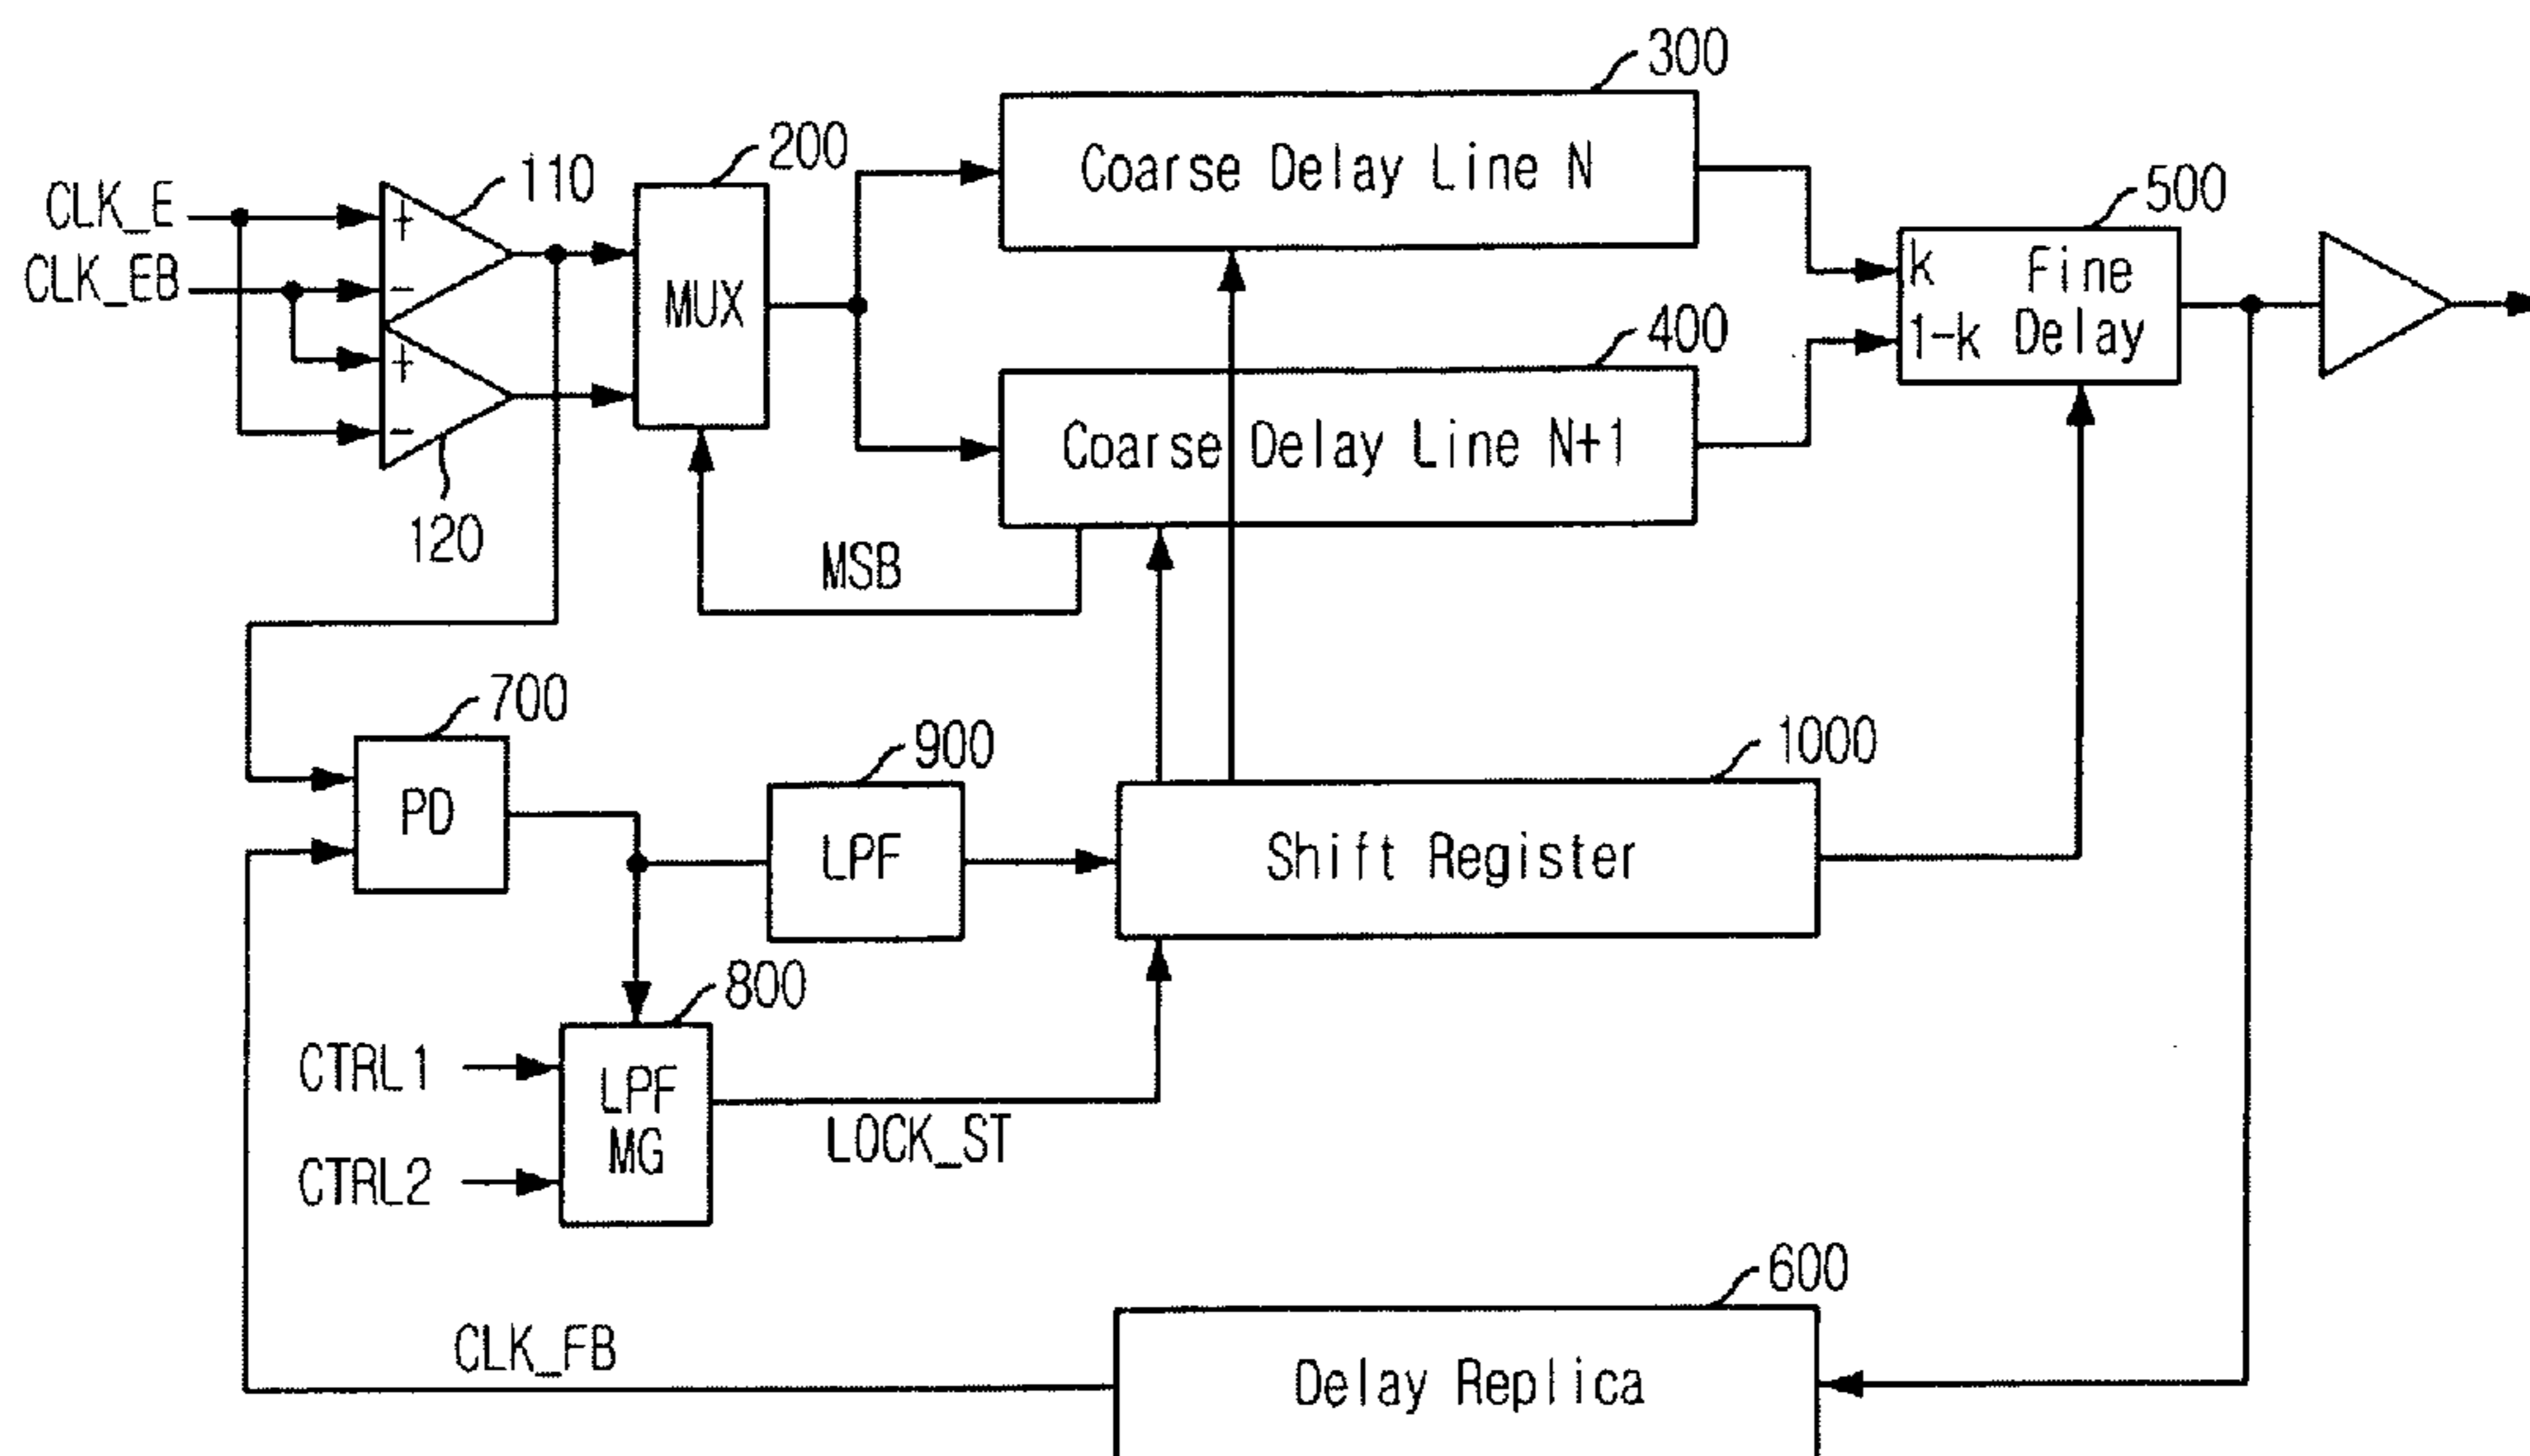 300
Coarse Delay Line N
200
110
CLK_E
+
CLK_EB
-
MUX
500
k Fine
1-k Delay
400
+
-
Coarse Delay Line N+1
120
MSB
700
PD
900
LPF
1000
Shift Register
800
CTRL1
LPF
MG
CTRL2
LOCK_ST
600
CLK_FB
Delay Replica